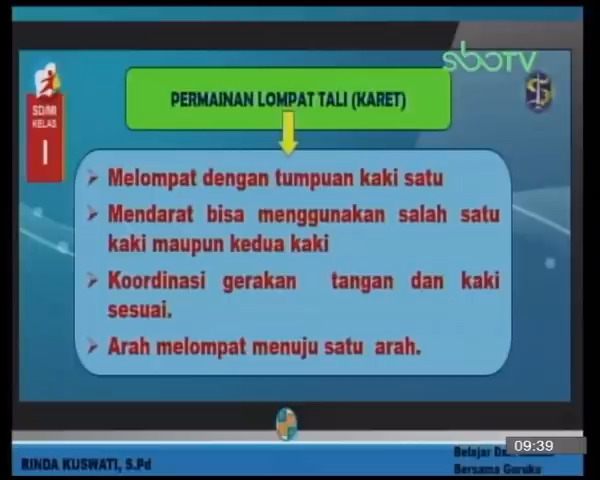 sboTV
SD/MI
KELAS
I
PERMAINAN LOMPAT TALI (KARET)
Melompat dengan tumpuan kaki satu
Mendarat bisa menggunakan salah satu
kaki maupun kedua kaki
Koordinasi gerakan tangan dan kaki
sesuai.
Arah melompat menuju satu arah.
09:39
RINDA KUSWATI, S.Pd
Belajar
Bersama Guruku